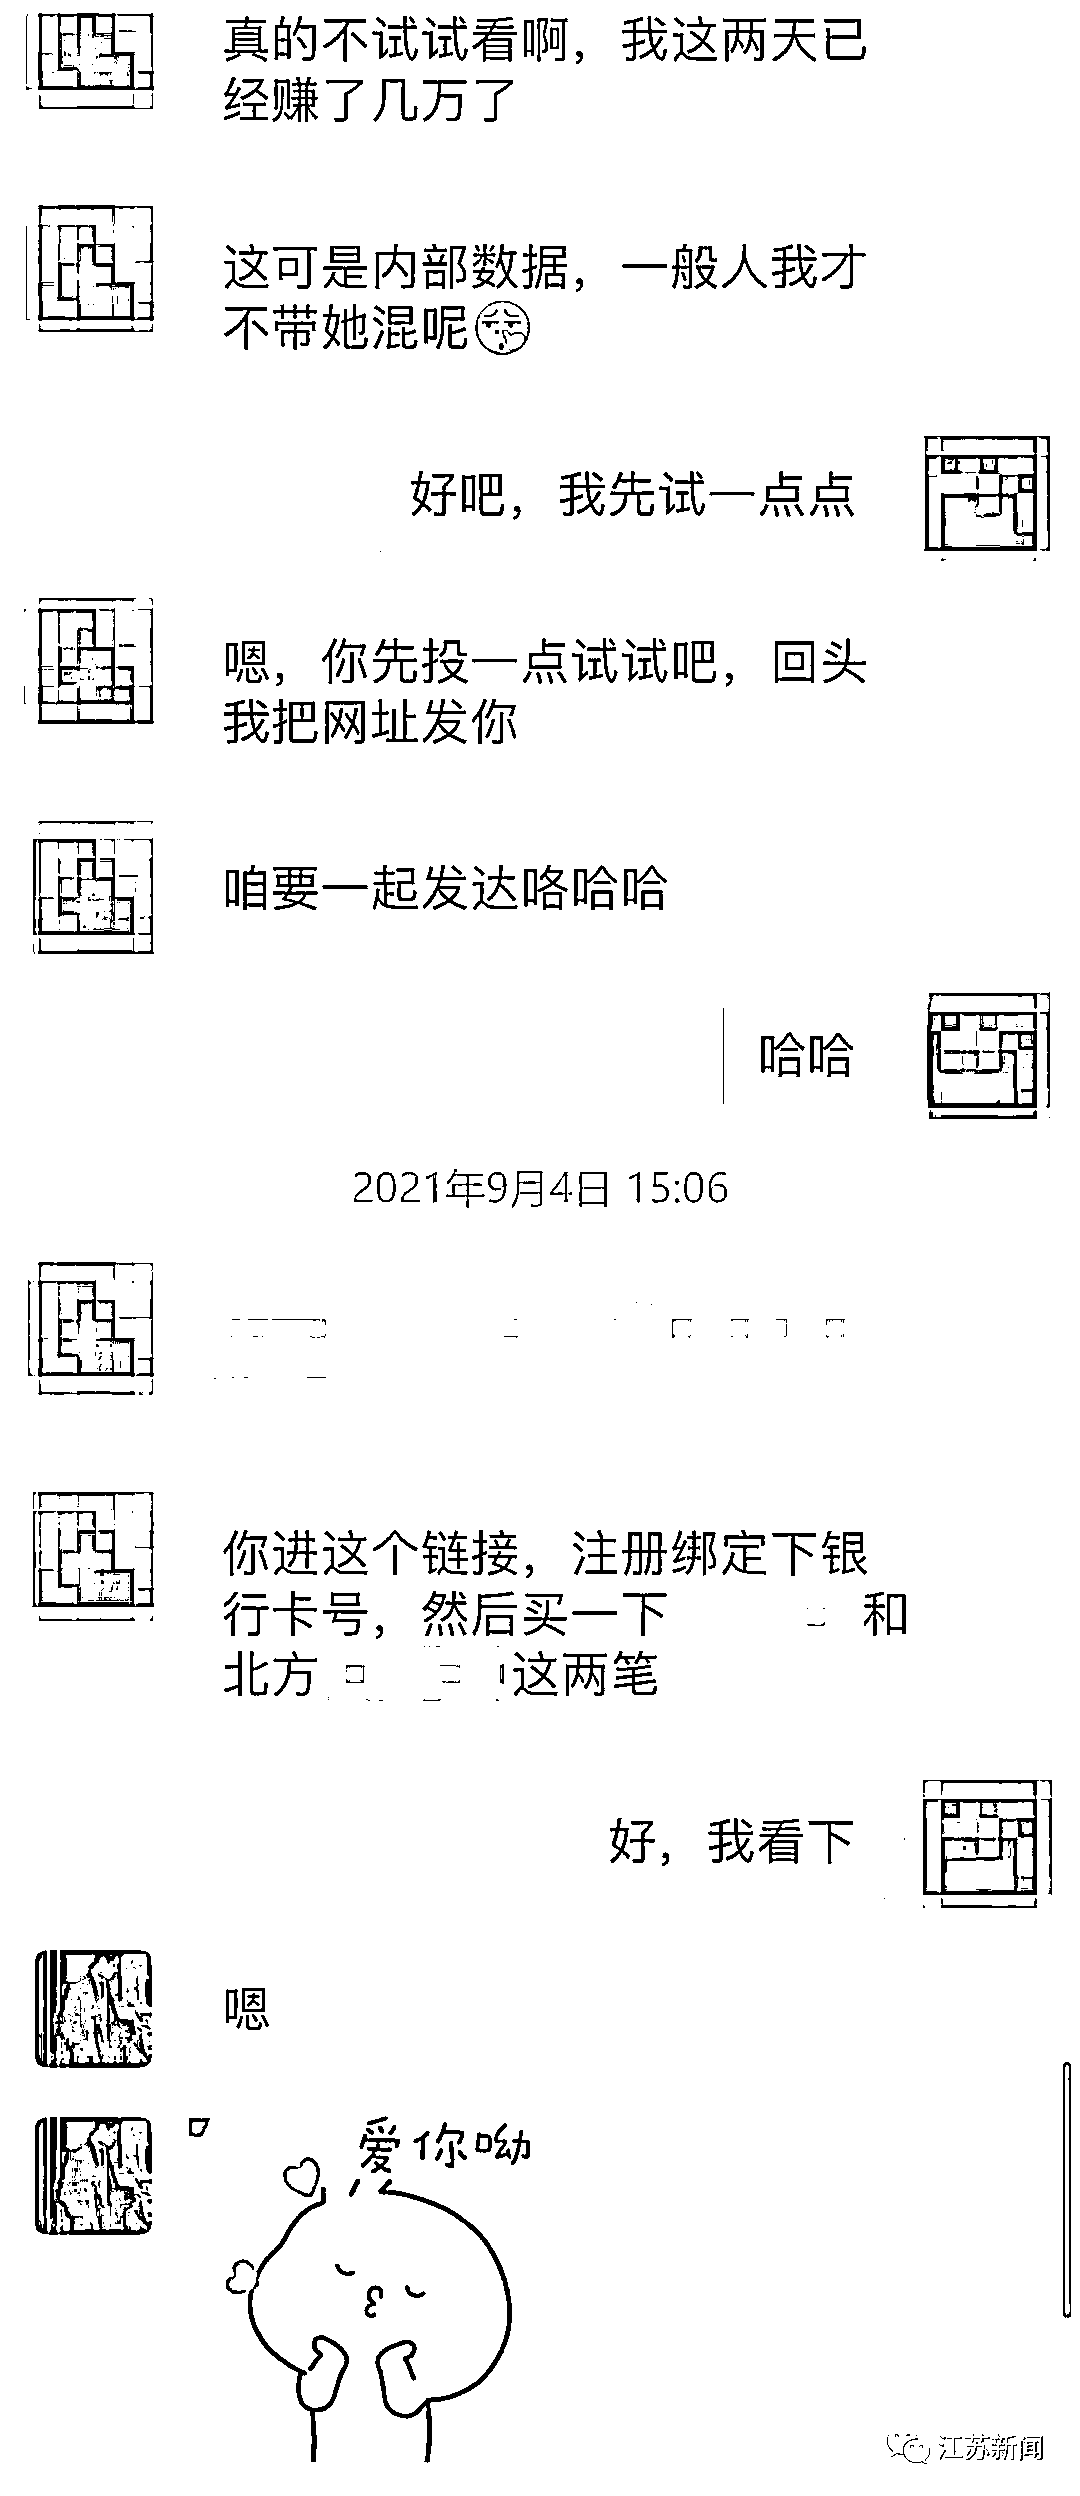 真的不试试看啊，我这两天已
经赚了几万了
这可是内部数据，一般人我才
不带她混呢
好吧，我先试一点点
嗯，你先投一点试试吧，回头
我把网址发你
咱要一起发达咯哈哈
哈哈
2021年9月4日 15:06
你进这个链接，注册绑定下银
行卡号，然后买一下 和
北方 这两笔
好，我看下
嗯
爱你呦
江苏新闻